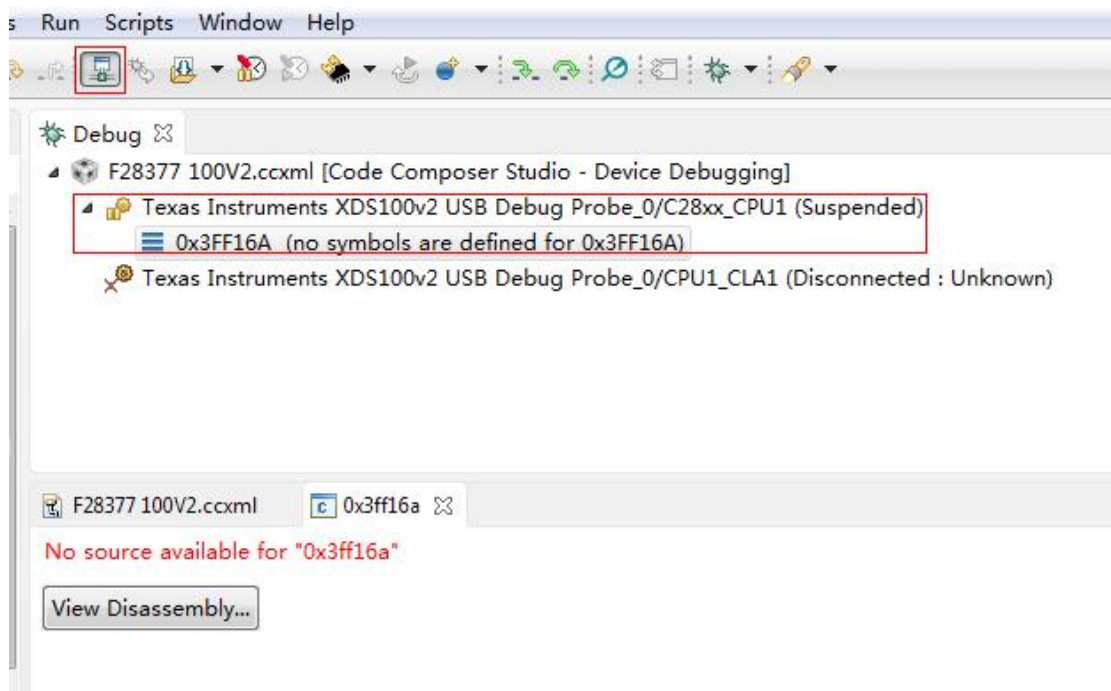 s Run Scripts Window Help
Debug
F28377 100V2.ccxml [Code Composer Studio - Device Debugging]
Texas Instruments XDS100v2 USB Debug Probe_0/C28xx_CPU1 (Suspended)
0x3FF16A (no symbols are defined for 0x3FF16A)
Texas Instruments XDS100v2 USB Debug Probe_0/CPU1_CLA1 (Disconnected : Unknown)
F28377 100V2.ccxml 0x3ff16a
No source available for "0x3ff16a"
View Disassembly...